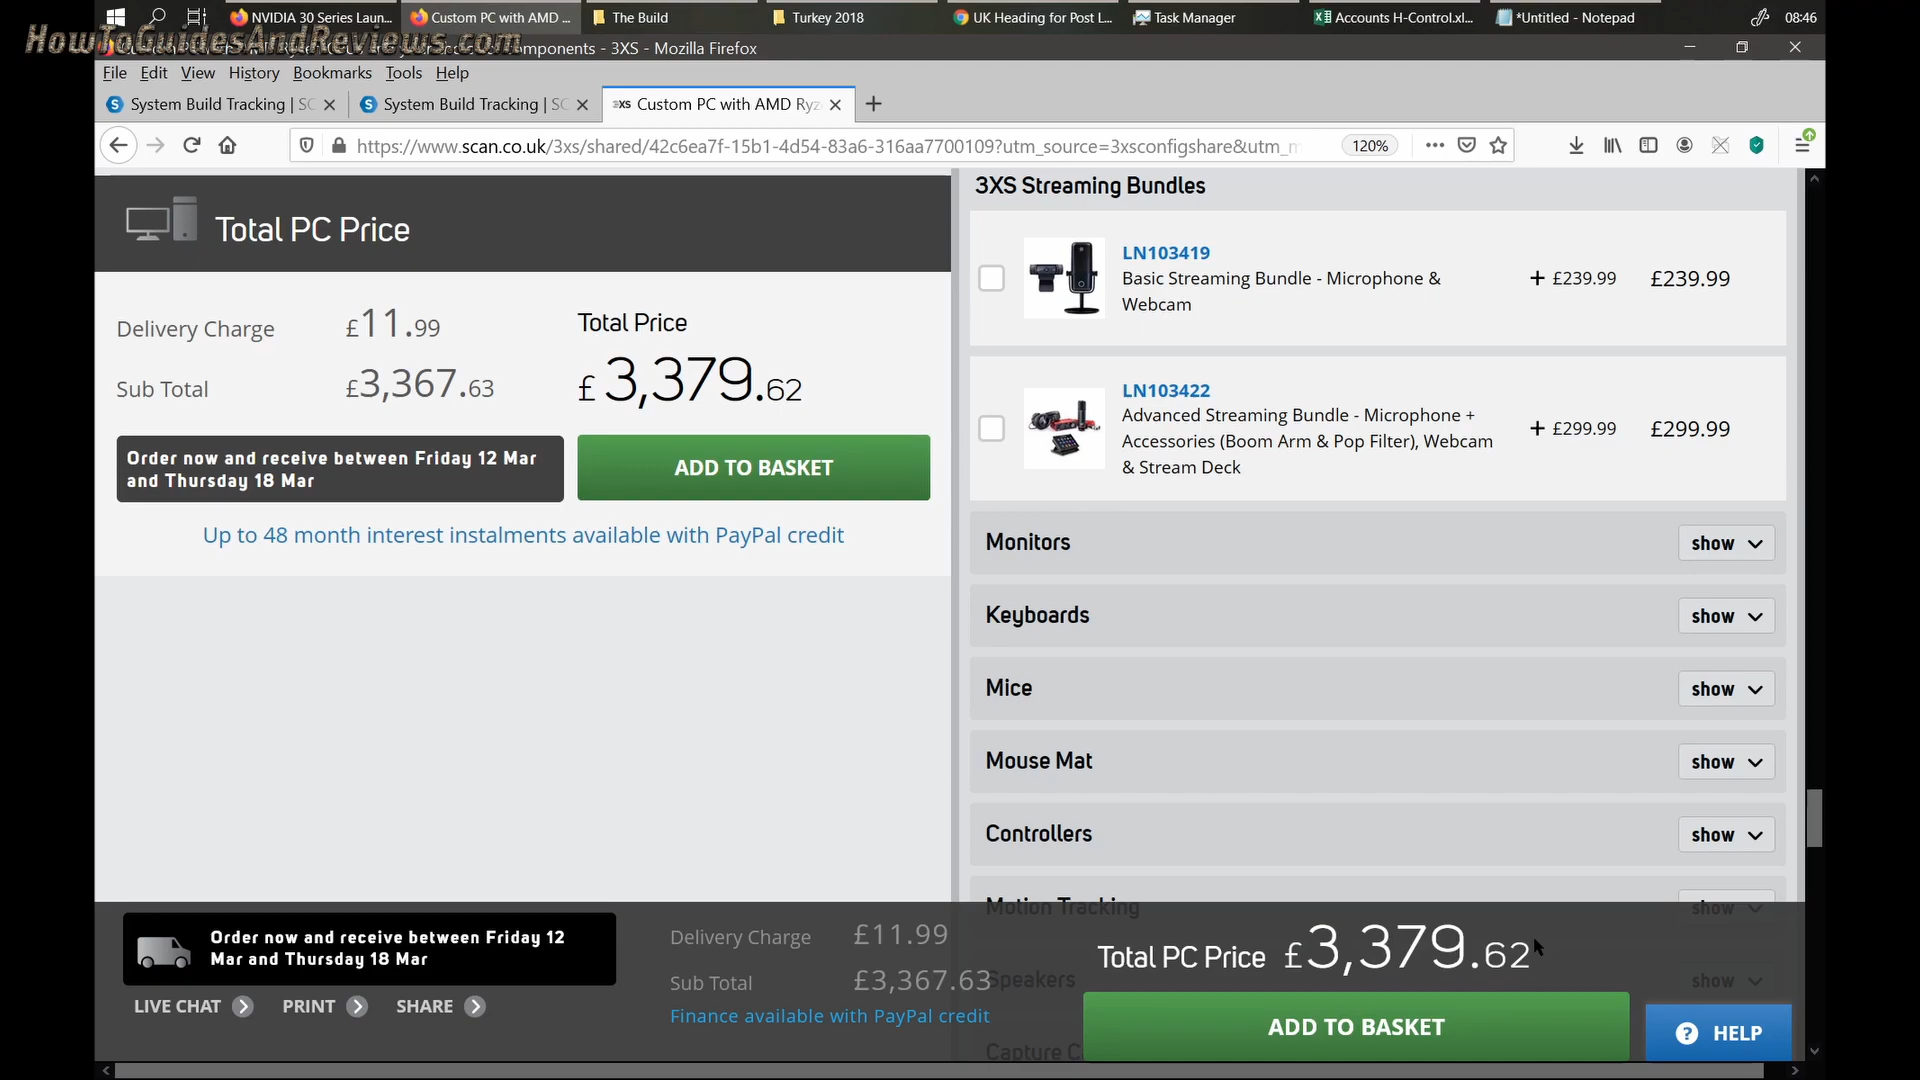 NVIDIA 30 Series Laun...
Custom PC with AMD ...
The Build
Turkey 2018
UK Heading for Post L...
Task Manager
Accounts H-Control.xl...
*Untitled - Notepad
08:46
HowToGuidesAndReviews.com
omponents - 3XS - Mozilla Firefox
File Edit View History Bookmarks Tools Help
System Build Tracking | SC
System Build Tracking | SC
3XS Custom PC with AMD Ryz
https://www.scan.co.uk/3xs/shared/42c6ea7f-15b1-4d54-83a6-316aa7700109?utm_source=3xsconfigshare&utm_m
120%
Total PC Price
Delivery Charge £11.99
Sub Total £3,367.63
Total Price
£3,379.62
Order now and receive between Friday 12 Mar
and Thursday 18 Mar
ADD TO BASKET
Up to 48 month interest instalments available with PayPal credit
3XS Streaming Bundles
LN103419
Basic Streaming Bundle - Microphone &
Webcam
+ £239.99 £239.99
LN103422
Advanced Streaming Bundle - Microphone +
Accessories (Boom Arm & Pop Filter), Webcam
& Stream Deck
+ £299.99 £299.99
Monitors show
Keyboards show
Mice show
Mouse Mat show
Controllers show
Motion Tracking show
Speakers show
Order now and receive between Friday 12
Mar and Thursday 18 Mar
LIVE CHAT PRINT SHARE
Delivery Charge £11.99
Sub Total £3,367.63
Finance available with PayPal credit
Total PC Price £3,379.62
ADD TO BASKET
Capture C
? HELP